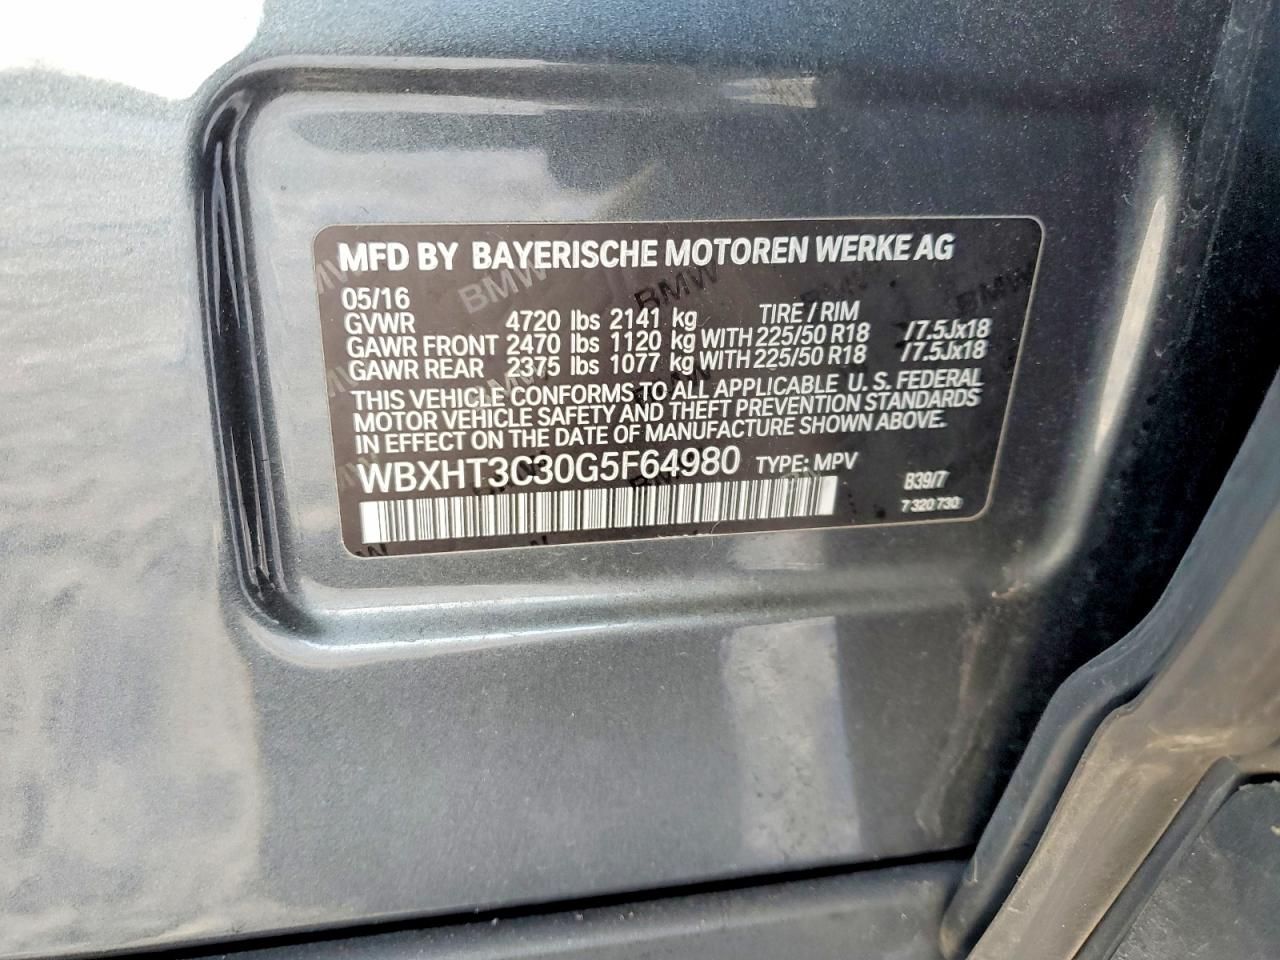 MFD BY BAYERISCHE MOTOREN WERKE AG
05/16 TIRE / RIM
GVWR 4720 lbs 2141 kg
GAWR FRONT 2470 lbs 1120 kg WITH 225/50 R18 /7.5Jx18
GAWR REAR 2375 lbs 1077 kg WITH 225/50 R18 /7.5Jx18
THIS VEHICLE CONFORMS TO ALL APPLICABLE U.S. FEDERAL
MOTOR VEHICLE SAFETY AND THEFT PREVENTION STANDARDS
IN EFFECT ON THE DATE OF MANUFACTURE SHOWN ABOVE.
WBXHT3C30G5F64980 TYPE: MPV B39/7
7 320 730